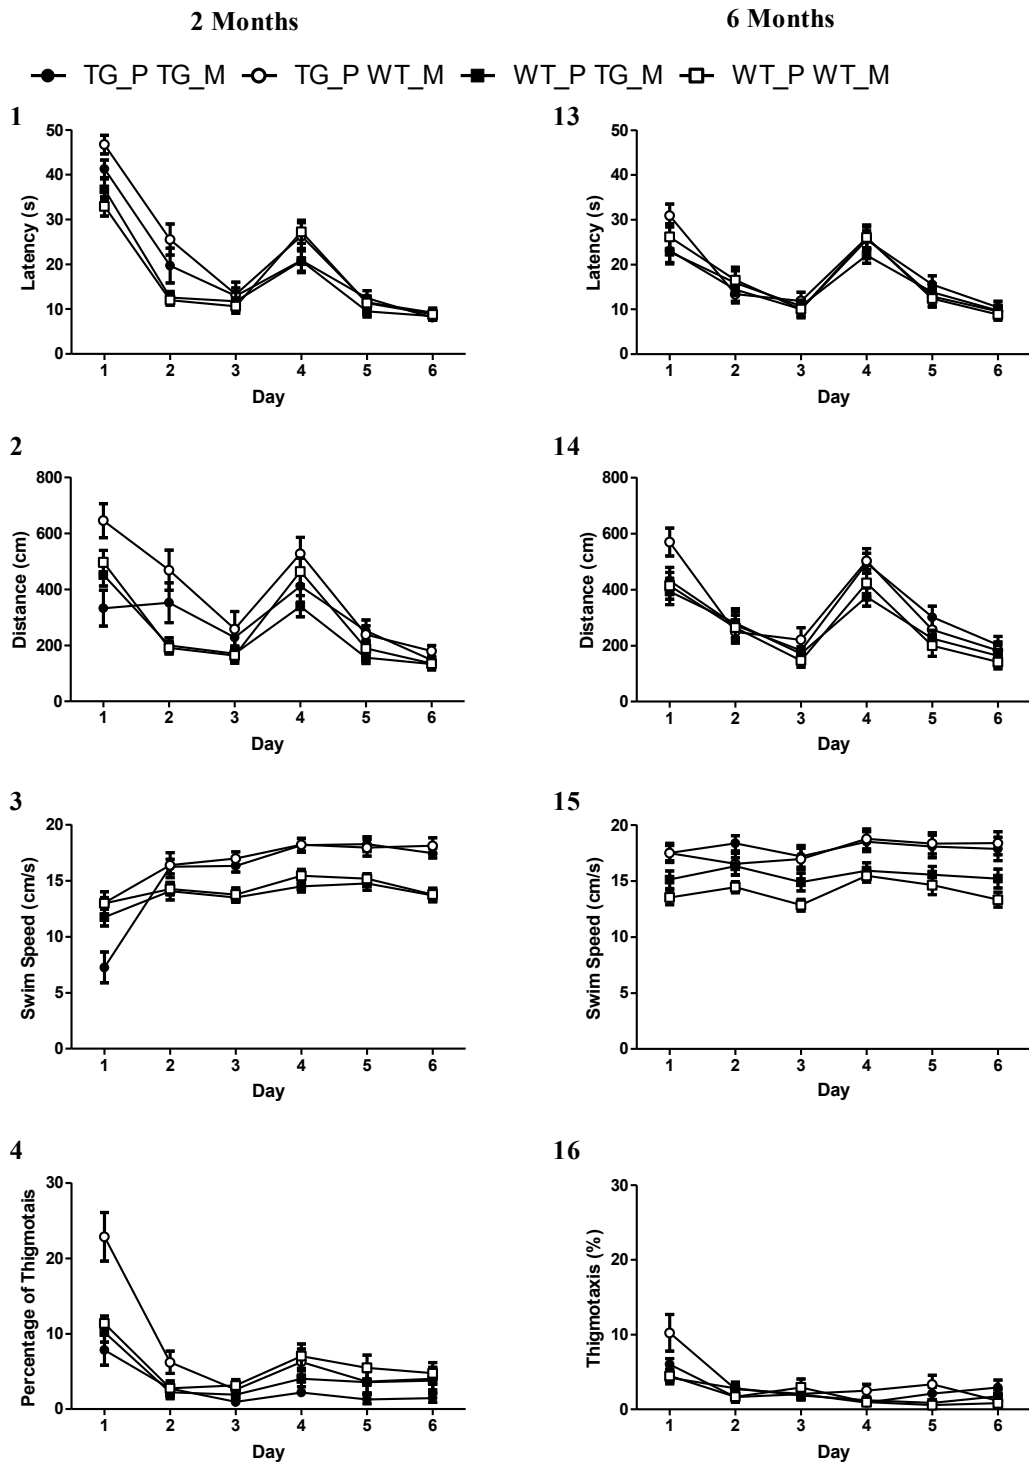 2 Months
6 Months
TG_P TG_M
TG_P WT_M
WT_P TG_M
WT_P WT_M
1
50
40
30
20
10
0
Latency (s)
1 2 3 4 5 6
Day
13
50
40
30
20
10
0
Latency (s)
1 2 3 4 5 6
Day
2
800
600
400
200
0
Distance (cm)
1 2 3 4 5 6
Day
14
800
600
400
200
0
Distance (cm)
1 2 3 4 5 6
Day
3
20
15
10
5
0
Swim Speed (cm/s)
1 2 3 4 5 6
Day
15
20
15
10
5
0
Swim Speed (cm/s)
1 2 3 4 5 6
Day
4
30
20
10
0
Percentage of Thigmotais
1 2 3 4 5 6
Day
16
30
20
10
0
Thigmotaxis (%)
1 2 3 4 5 6
Day